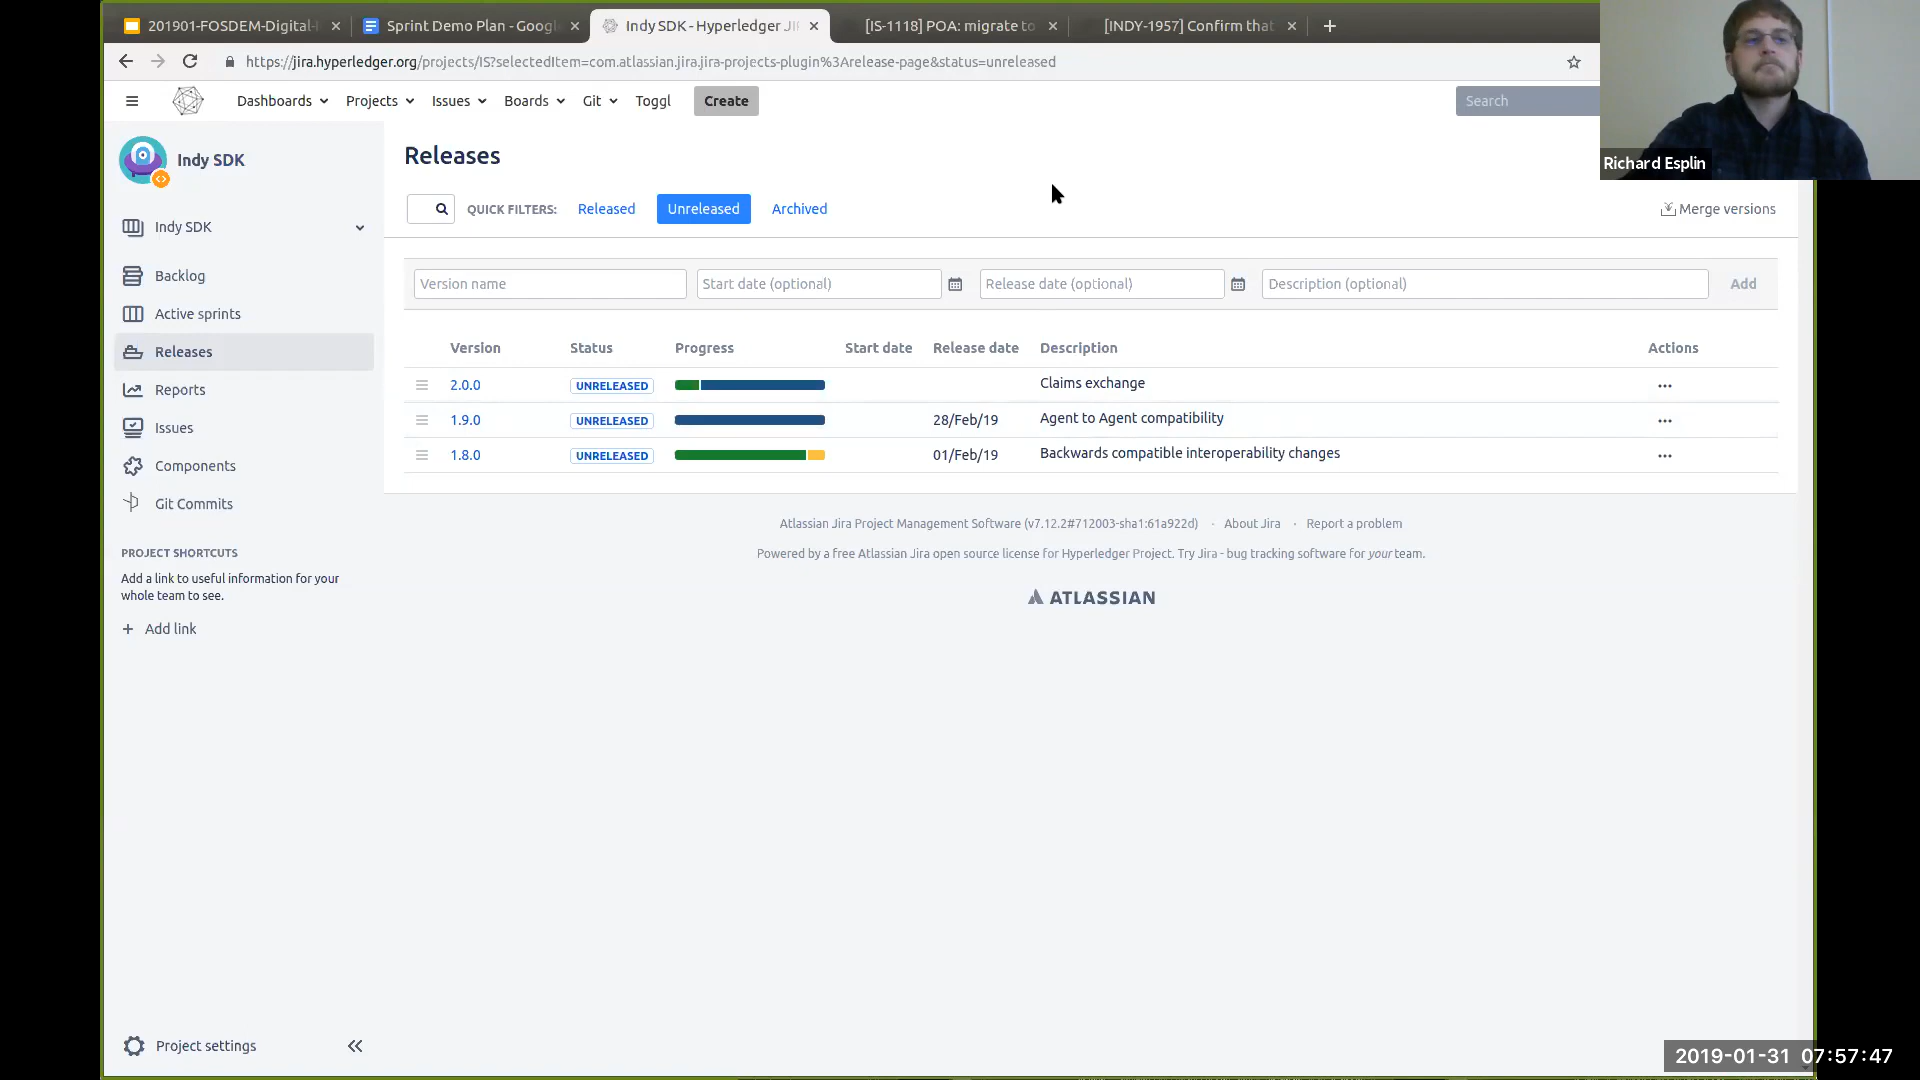 201901-FOSDEM-Digital-
Sprint Demo Plan - Googl
Indy SDK - Hyperledger JI
[IS-1118] POA: migrate to
[INDY-1957] Confirm that
https://jira.hyperledger.org/projects/IS?selectedItem=com.atlassian.jira.jira-projects-plugin%3Arelease-page&status=unreleased
Dashboards Projects Issues Boards Git Toggl Create Search
Richard Esplin
Indy SDK
Indy SDK
Backlog
Active sprints
Releases
Reports
Issues
Components
Git Commits
PROJECT SHORTCUTS
Add a link to useful information for your
whole team to see.
+ Add link
Project settings
Releases
QUICK FILTERS: Released Unreleased Archived Merge versions
Version name Start date (optional) Release date (optional) Description (optional) Add
Version Status Progress Start date Release date Description Actions
2.0.0 UNRELEASED Claims exchange
1.9.0 UNRELEASED 28/Feb/19 Agent to Agent compatibility
1.8.0 UNRELEASED 01/Feb/19 Backwards compatible interoperability changes
Atlassian Jira Project Management Software (v7.12.2#712003-sha1:61a922d) · About Jira · Report a problem
Powered by a free Atlassian Jira open source license for Hyperledger Project. Try Jira - bug tracking software for your team.
ATLASSIAN
2019-01-31 07:57:47